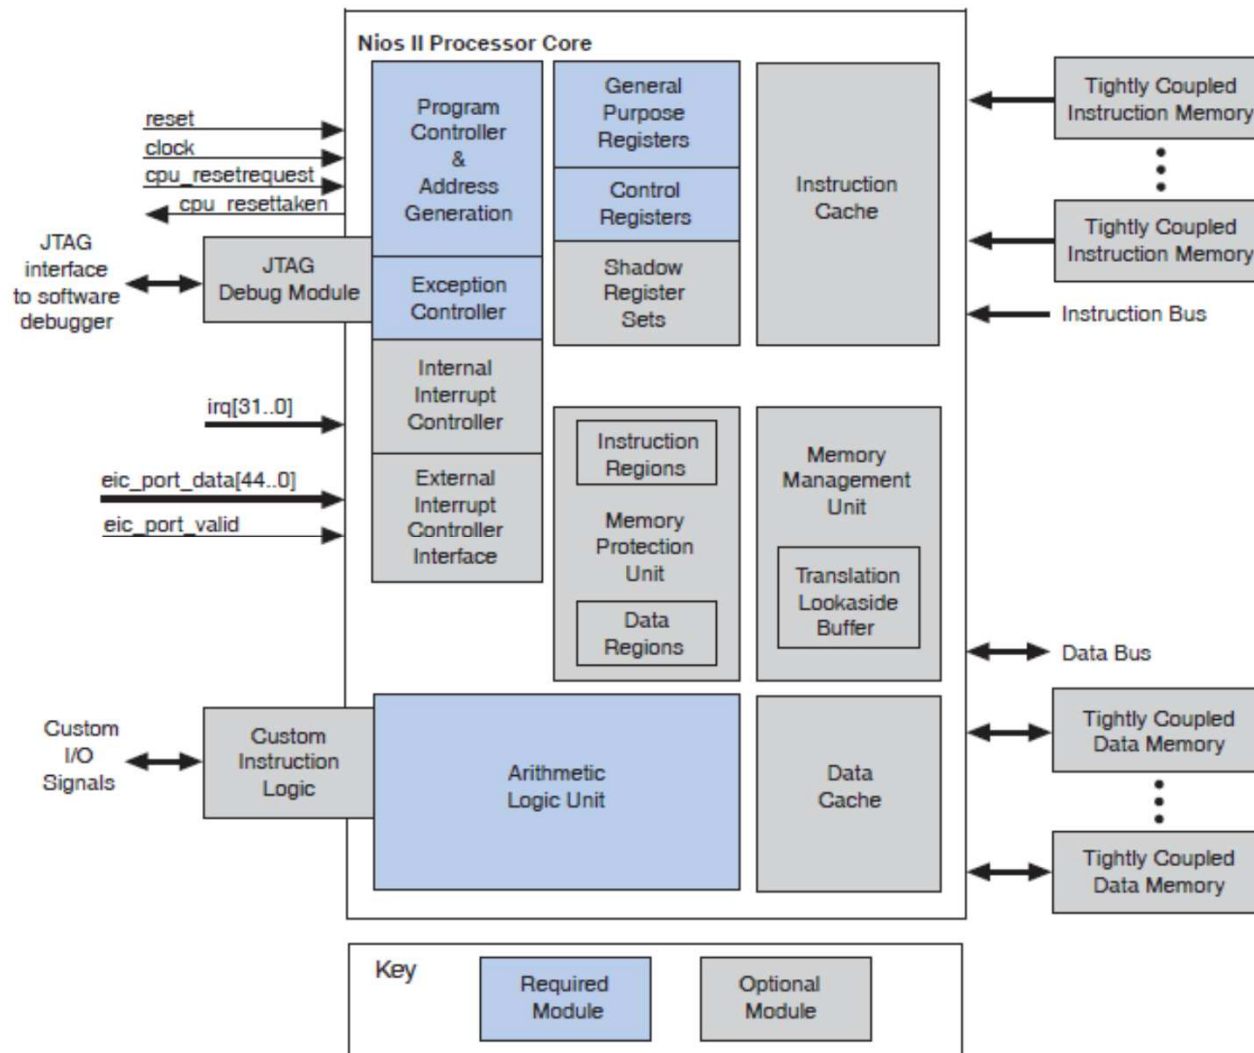 Nios II Processor Core
Program
Controller
&
Address
Generation
General
Purpose
Registers
Instruction
Cache
Tightly Coupled
Instruction Memory
reset
clock
cpu_resetrequest
cpu_resettaken
Control
Registers
Tightly Coupled
Instruction Memory
JTAG
interface
to software
debugger
JTAG
Debug Module
Exception
Controller
Shadow
Register
Sets
Instruction Bus
Internal
Interrupt
Controller
irq[31..0]
Instruction
Regions
Memory
Management
Unit
eic_port_data[44..0]
eic_port_valid
External
Interrupt
Controller
Interface
Memory
Protection
Unit
Translation
Lookaside
Buffer
Data
Regions
Data Bus
Custom
I/O
Signals
Custom
Instruction
Logic
Arithmetic
Logic Unit
Data
Cache
Tightly Coupled
Data Memory
Tightly Coupled
Data Memory
Key
Required
Module
Optional
Module